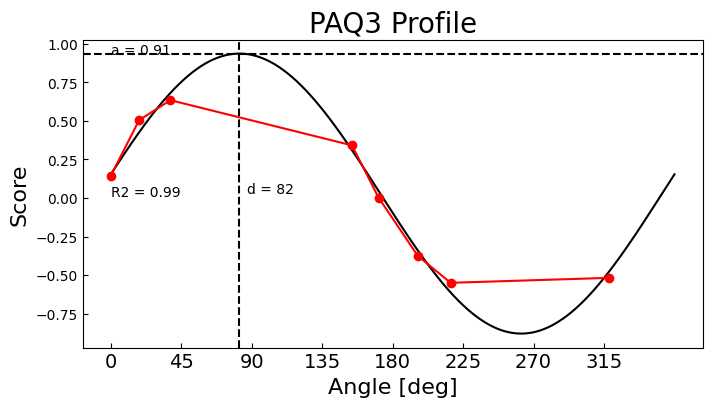 PAQ3 Profile
1.00
a = 0.91
0.75
0.50
0.25
0.00
R2 = 0.99
d = 82
−0.25
−0.50
−0.75
Score
0 45 90 135 180 225 270 315
Angle [deg]